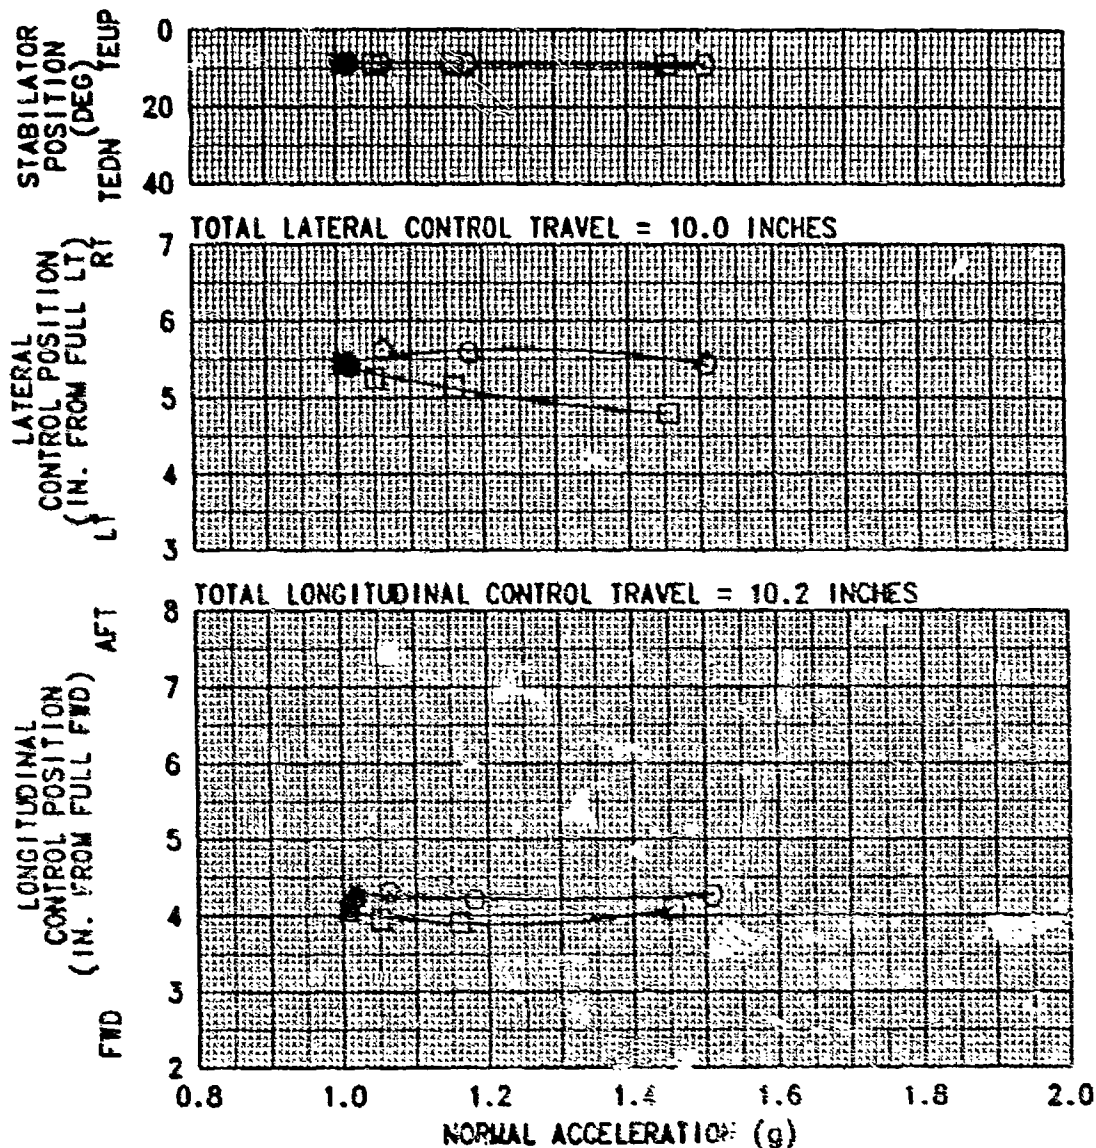 STABILATOR
POSITION
(DEG)
TEDN TEUP
0
20
40
TOTAL LATERAL CONTROL TRAVEL = 10.0 INCHES
LATERAL
CONTROL POSITION
(IN. FROM FULL LT)
LT RT
7
6
5
4
3
TOTAL LONGITUDINAL CONTROL TRAVEL = 10.2 INCHES
LONGITUDINAL
CONTROL POSITION
(IN. FROM FULL FWD)
FWD AFT
8
7
6
5
4
3
2
0.8 1.0 1.2 1.4 1.6 1.8 2.0
NORMAL ACCELERATION (g)